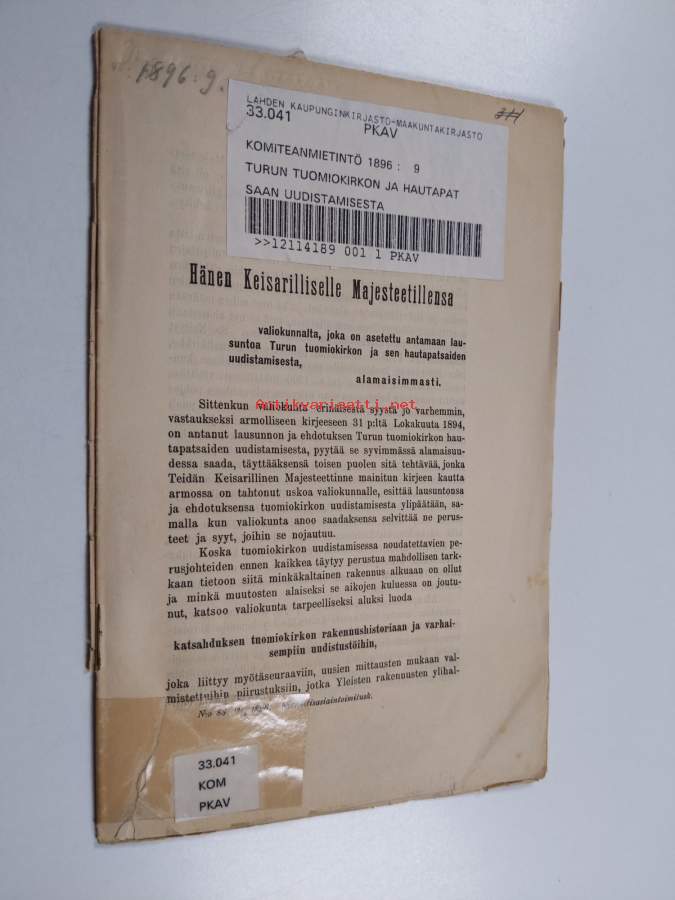 1896: 9.
LAHDEN KAUPUNGINKIRJASTO-MAAKUNTAKIRJASTO
33.041
PKAV
KOMITEANMIETINTÖ 1896 : 9
TURUN TUOMIOKIRKON JA HAUTAPAT
SAAN UUDISTAMISESTA
>>12114189 001 1 PKAV
Hänen Keisarilliselle Majesteetillensa
valiokunnalta, joka on asetettu antamaan lau-
suntoa Turun tuomiokirkon ja sen hautapatsaiden
uudistamisesta,
alamaisimmasti.
Antikvariaatti.net
Sittenkun valiokunta erinäisestä syystä jo varhemmin,
vastaukseksi armolliseen kirjeeseen 31 p:ltä Lokakuuta 1894,
on antanut lausunnon ja ehdotuksen Turun tuomiokirkon hau-
tapatsaiden uudistamisesta, pyytää se syvimmässä alamaisuu-
dessa saada, täyttääksensä toisen puolen sitä tehtävää, jonka
Teidän Keisarillinen Majesteettinne mainitun kirjeen kautta
armossa on tahtonut uskoa valiokunnalle, esittää lausuntonsa
ja ehdotuksensa tuomiokirkon uudistamisesta ylipäätään, sa-
malla kun valiokunta anoo saadaksensa selvittää ne perus-
teet ja syyt, joihin se nojautuu.
Koska tuomiokirkon uudistamisessa noudatettavien pe-
rusjohteiden ennen kaikkea täytyy perustua mahdollisen tark-
kaan tietoon siitä minkäkaltainen rakennus alkuaan on ollut
ja minkä muutosten alaiseksi se aikojen kuluessa on joutu-
nut, katsoo valiokunta tarpeelliseksi aluksi luoda
katsahduksen tuomiokirkon rakennushistoriaan ja varhai-
sempiin uudistustöihin,
joka liittyy myötäseuraaviin, uusien mittausten mukaan val-
mistettuihin piirustuksiin, jotka Yleisten rakennusten ylihal-
33.041
KOM
PKAV